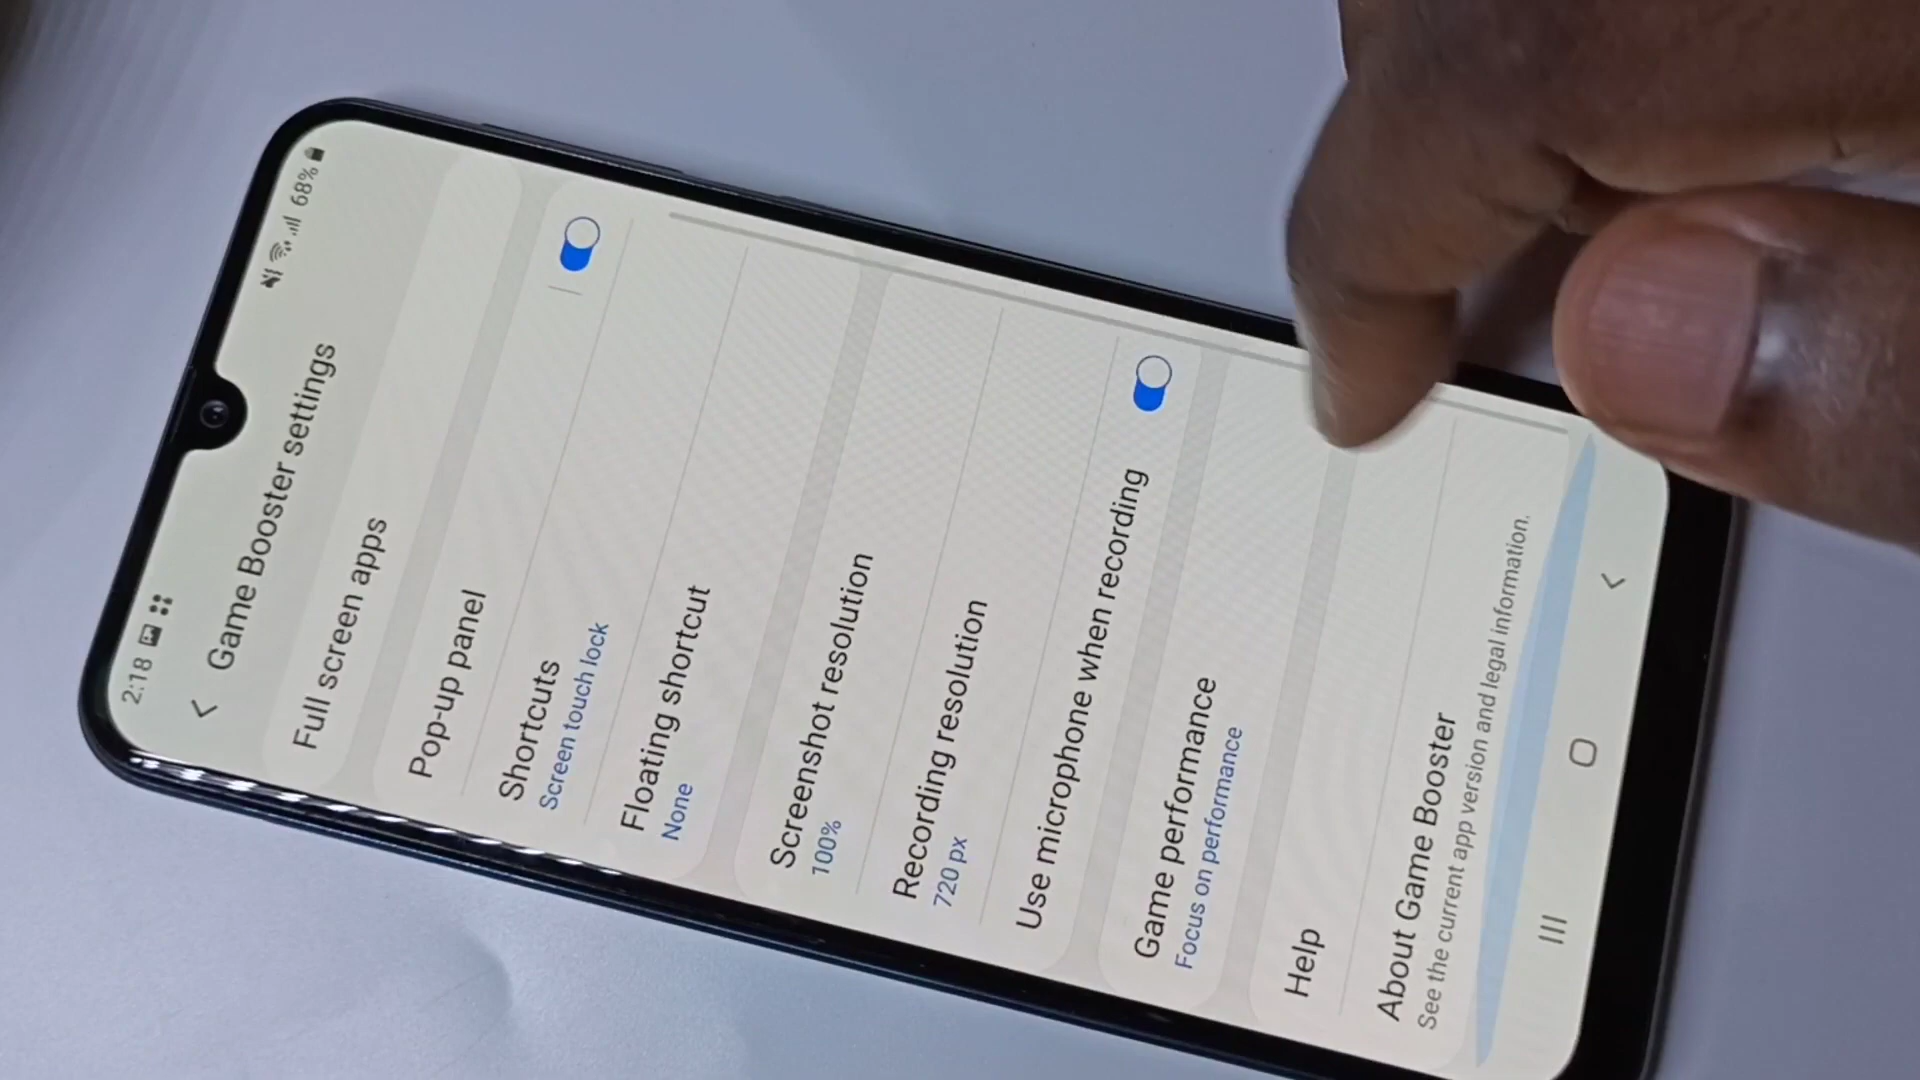 2:18
68%
Game Booster settings
Full screen apps
Pop-up panel
Shortcuts
Screen touch lock
Floating shortcut
None
Screenshot resolution
100%
Recording resolution
720 px
Use microphone when recording
Game performance
Focus on performance
Help
About Game Booster
See the current app version and legal information.